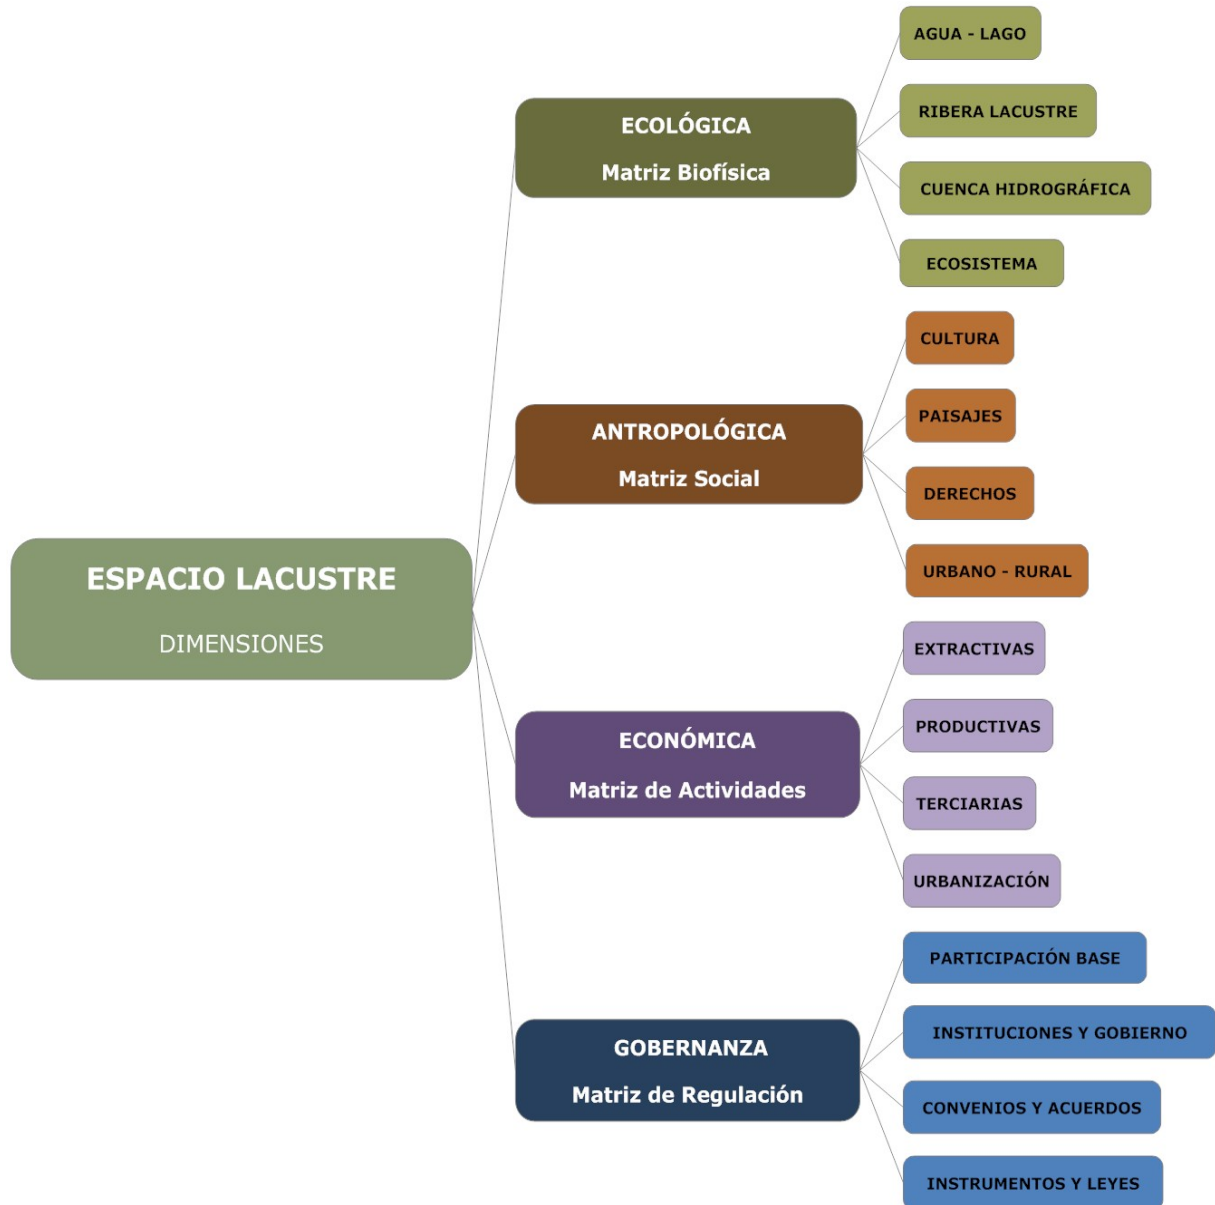 ESPACIO LACUSTRE
DIMENSIONES
ECOLÓGICA
Matriz Biofísica
AGUA - LAGO
RIBERA LACUSTRE
CUENCA HIDROGRÁFICA
ECOSISTEMA
ANTROPOLÓGICA
Matriz Social
CULTURA
PAISAJES
DERECHOS
URBANO - RURAL
ECONÓMICA
Matriz de Actividades
EXTRACTIVAS
PRODUCTIVAS
TERCIARIAS
URBANIZACIÓN
GOBERNANZA
Matriz de Regulación
PARTICIPACIÓN BASE
INSTITUCIONES Y GOBIERNO
CONVENIOS Y ACUERDOS
INSTRUMENTOS Y LEYES